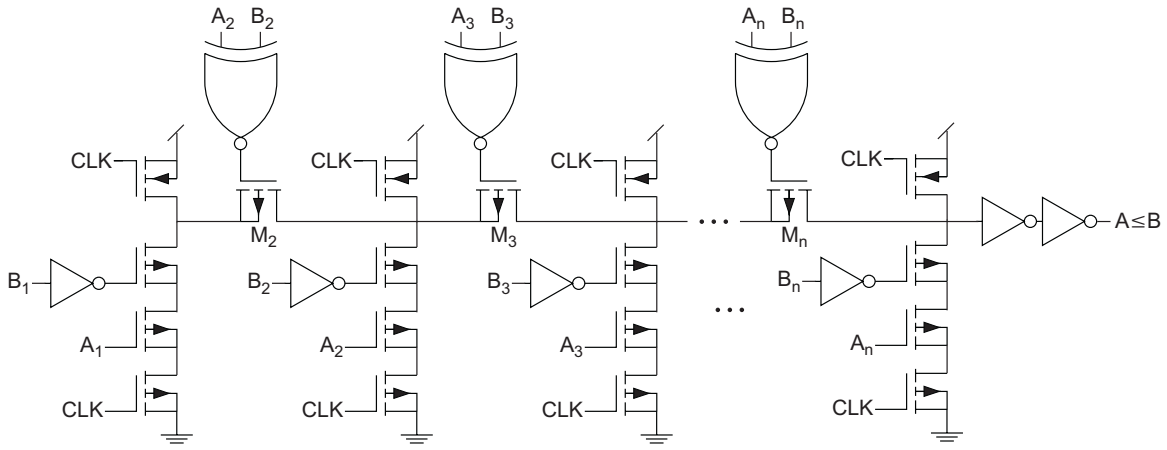 A₂ B₂
A₃ B₃
Aₙ Bₙ
CLK
CLK
CLK
CLK
M₂
M₃
...
Mₙ
A≤B
B₁
B₂
B₃
...
Bₙ
A₁
A₂
A₃
Aₙ
CLK
CLK
CLK
CLK